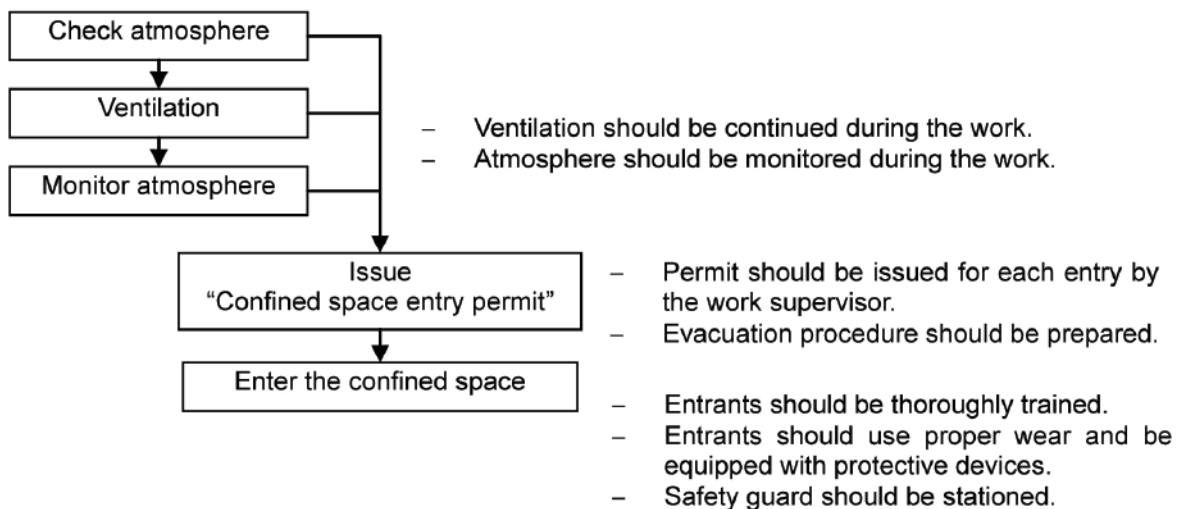 Check atmosphere
Ventilation
– Ventilation should be continued during the work.
– Atmosphere should be monitored during the work.
Monitor atmosphere
Issue
“Confined space entry permit”
– Permit should be issued for each entry by
the work supervisor.
– Evacuation procedure should be prepared.
Enter the confined space
– Entrants should be thoroughly trained.
– Entrants should use proper wear and be
equipped with protective devices.
– Safety guard should be stationed.